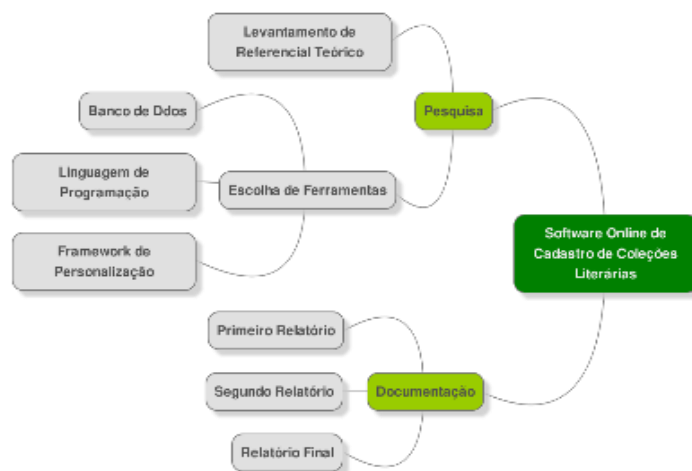 Levantamento de
Referencial Teórico
Banco de Ddos
Pesquisa
Linguagem de
Programação
Escolha de Ferramentas
Software Online de
Cadastro de Coleções
Literárias
Framework de
Personalização
Primeiro Relatório
Segundo Relatório
Documentação
Relatório Final